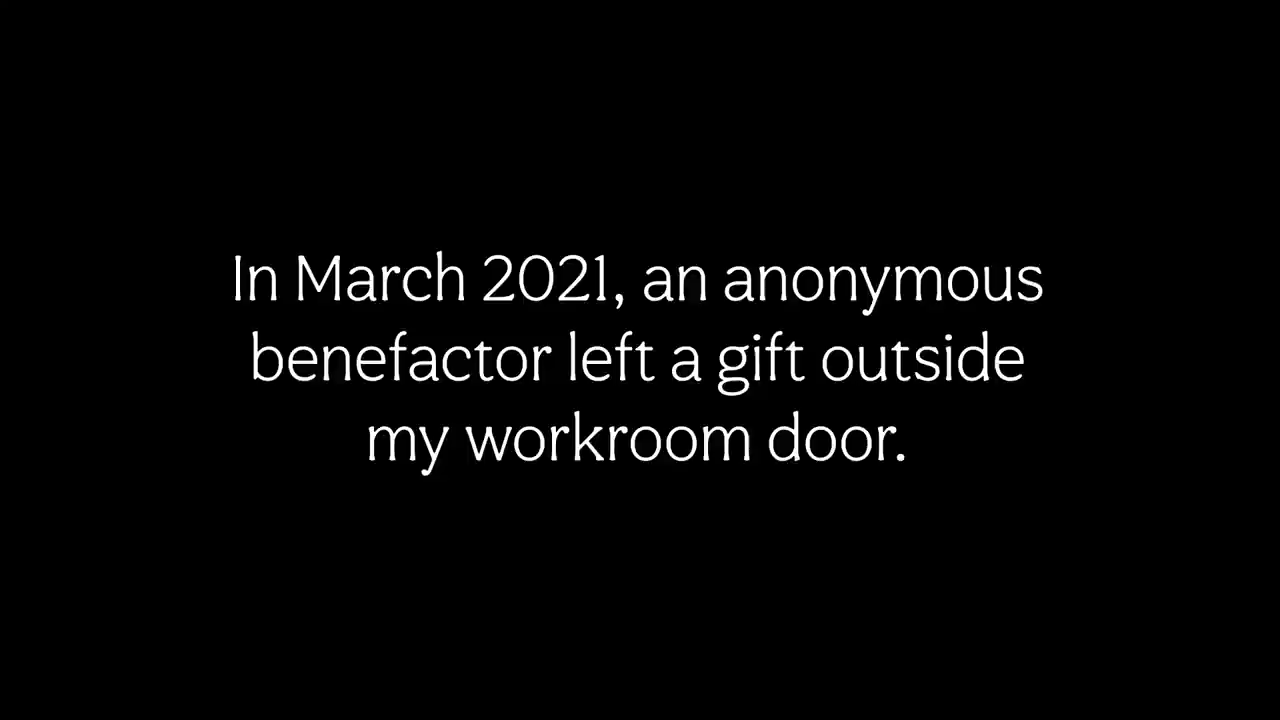 In March 2021, an anonymous
benefactor left a gift outside
my workroom door.